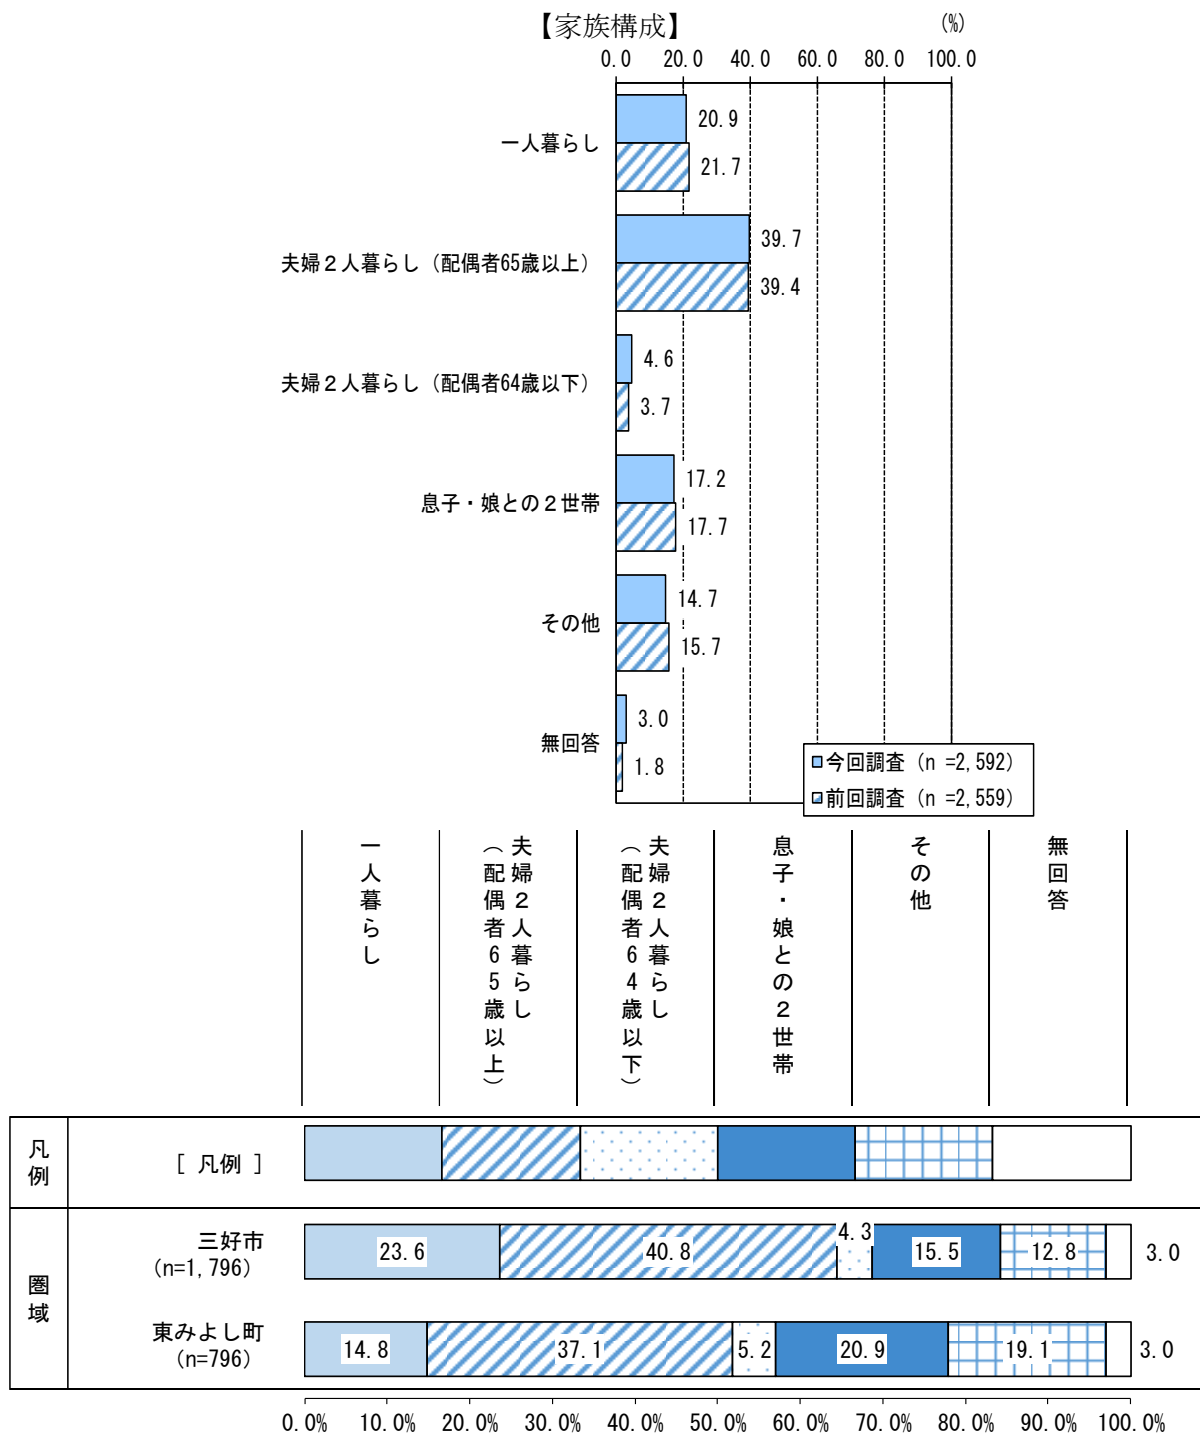 【家族構成】
(%)
0.0 20.0 40.0 60.0 80.0 100.0
一人暮らし
20.9
21.7
夫婦２人暮らし（配偶者65歳以上）
39.7
39.4
夫婦２人暮らし（配偶者64歳以下）
4.6
3.7
息子・娘との２世帯
17.2
17.7
その他
14.7
15.7
無回答
3.0
1.8
今回調査（n =2,592）
前回調査（n =2,559）
一人暮らし
夫婦２人暮らし
（配偶者６５歳以上）
夫婦２人暮らし
（配偶者６４歳以下）
息子・娘との２世帯
その他
無回答
凡例
[ 凡例 ]
圏域
三好市
(n=1,796)
23.6 40.8 4.3 15.5 12.8 3.0
東みよし町
(n=796)
14.8 37.1 5.2 20.9 19.1 3.0
0.0% 10.0% 20.0% 30.0% 40.0% 50.0% 60.0% 70.0% 80.0% 90.0% 100.0%